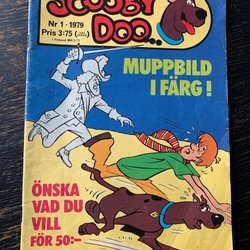 SCOOBY
DOO...
Nr 1 · 1979
Pris 3:75
MUPPBILD
I FÄRG!
ÖNSKA
VAD DU
VILL
FÖR 50:-